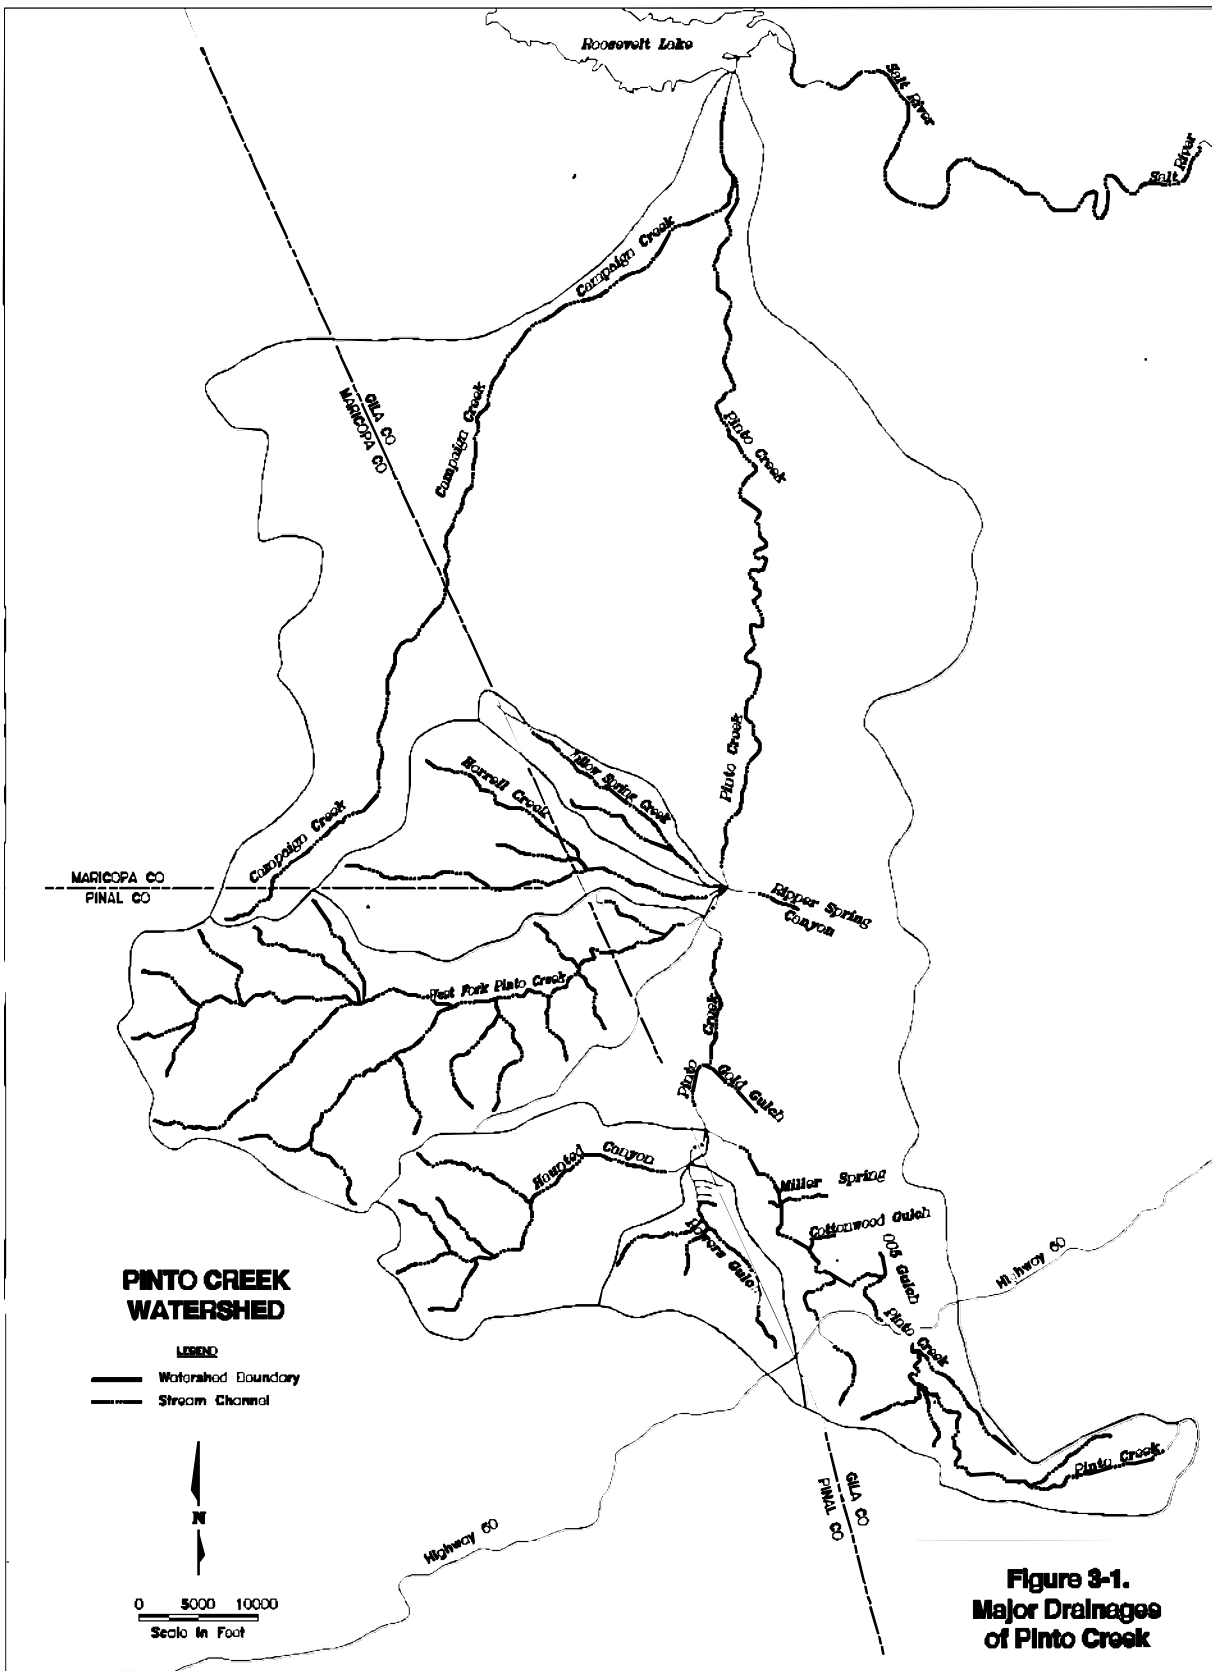 Roosevelt Lake
Salt River
Salt River
Campaign Creek
GILA CO
MARICOPA CO
Campaign Creek
Pinto Creek
Pinto Creek
Horrell Creek
Spring Creek
Campaign Creek
MARICOPA CO
PINAL CO
Ripper Spring
Canyon
West Fork Pinto Creek
Pinto Creek
Gold Gulch
Haunted Canyon
Miller Spring
Cottonwood Gulch
005 Gulch
Powers Gulch
Highway 60
Pinto Creek
PINTO CREEK
WATERSHED
LEGEND
Watershed Boundary
Stream Channel
Pinto Creek
N
GILA CO
PINAL CO
Highway 60
0 5000 10000
Scale in Feet
Figure 3-1.
Major Drainages
of Pinto Creek